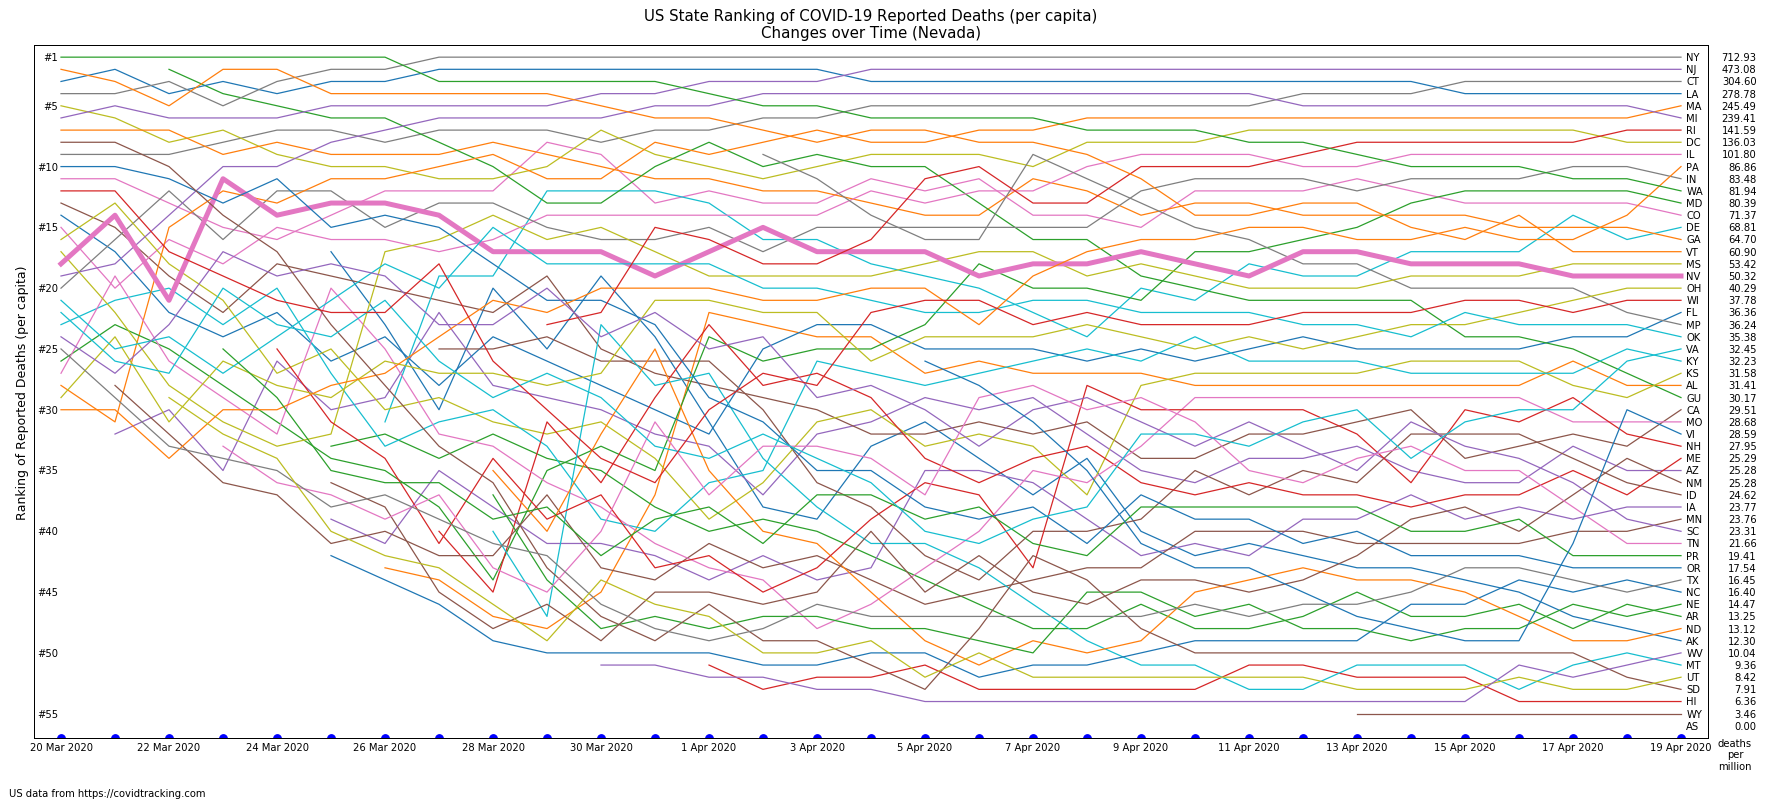 US State Ranking of COVID-19 Reported Deaths (per capita)
Changes over Time (Nevada)
Ranking of Reported Deaths (per capita)
#1
#5
#10
#15
#20
#25
#30
#35
#40
#45
#50
#55
NY 712.93
NJ 473.08
CT 304.60
LA 278.78
MA 245.49
MI 239.41
RI 141.59
DC 136.03
IL 101.80
PA 86.86
IN 83.48
WA 81.94
MD 80.39
CO 71.37
DE 68.81
GA 64.70
VT 60.90
MS 53.42
NV 50.32
OH 40.29
WI 37.78
FL 36.36
MP 36.24
OK 35.38
VA 32.45
KY 32.23
KS 31.58
AL 31.41
GU 30.17
CA 29.51
MO 28.68
VI 28.59
NH 27.95
ME 25.29
AZ 25.28
NM 25.28
ID 24.62
IA 23.77
MN 23.76
SC 23.31
TN 21.66
PR 19.41
OR 17.54
TX 16.45
NC 16.40
NE 14.47
AR 13.25
ND 13.12
AK 12.30
WV 10.04
MT 9.36
UT 8.42
SD 7.91
HI 6.36
WY 3.46
AS 0.00
20 Mar 2020
22 Mar 2020
24 Mar 2020
26 Mar 2020
28 Mar 2020
30 Mar 2020
1 Apr 2020
3 Apr 2020
5 Apr 2020
7 Apr 2020
9 Apr 2020
11 Apr 2020
13 Apr 2020
15 Apr 2020
17 Apr 2020
19 Apr 2020
deaths
per
million
US data from https://covidtracking.com